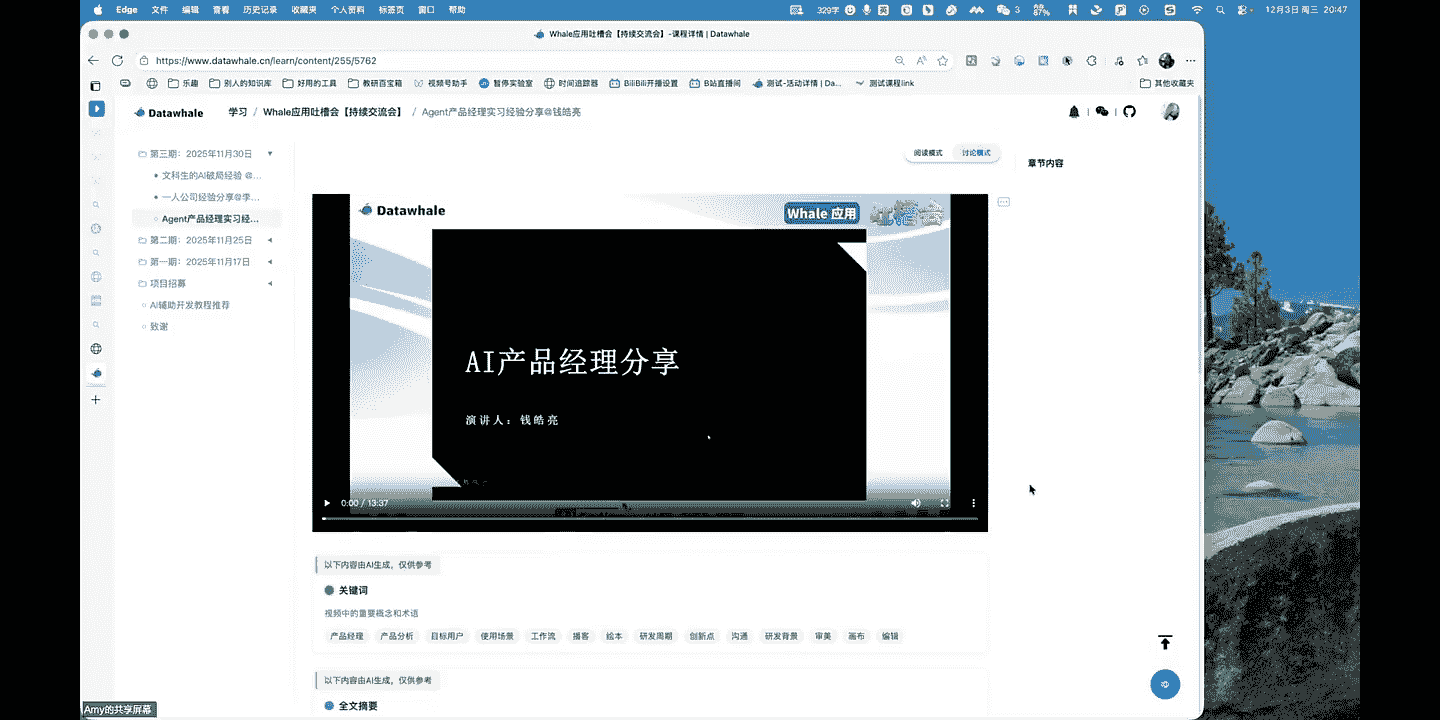 Edge 文件 编辑 查看 历史记录 收藏夹 个人资料 标签页 窗口 帮助
329字 英 3 87% 12月3日 周三 20:47
Whale应用吐槽会【持续交流会】-课程详情 | Datawhale
https://www.datawhale.cn/learn/content/255/5762
乐趣 别人的知识库 好用的工具 教研百宝箱 视频号助手 暂停实验室 时间追踪器 BiliBili开播设置 B站直播间 测试-活动详情 | Da... 测试课程link 其他收藏夹
Datawhale 学习 / Whale应用吐槽会【持续交流会】 / Agent产品经理实习经验分享@钱皓亮
第三期：2025年11月30日
文科生的AI破局经验 @...
一人公司经验分享@李...
Agent产品经理实习经...
第二期：2025年11月25日
第一期：2025年11月17日
项目招募
AI辅助开发教程推荐
致谢
阅读模式 讨论模式
章节内容
Datawhale
Whale 应用
AI产品经理分享
演讲人：钱皓亮
0:00 / 13:37
以下内容由AI生成，仅供参考
关键词
视频中的重要概念和术语
产品经理 产品分析 目标用户 使用场景 工作流 播客 绘本 研发周期 创新点 沟通 研发背景 审美 画布 编辑
以下内容由AI生成，仅供参考
全文摘要
Amy的共享屏幕